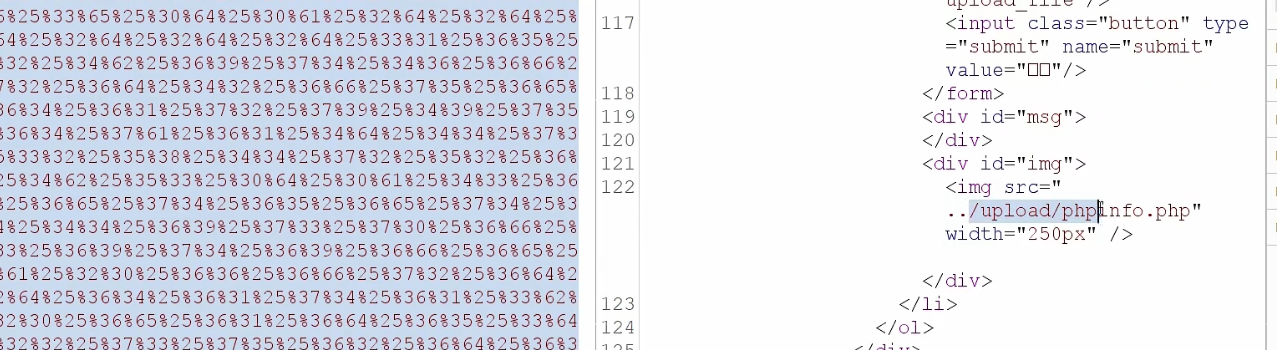 5%25%33%65%25%30%64%25%30%61%25%32%64%25%32%64%25%
64%25%32%64%25%32%64%25%32%64%25%33%31%25%36%35%25
%32%25%34%62%25%36%39%25%37%34%25%34%36%25%36%66%2
7%32%25%36%64%25%34%32%25%36%66%25%37%35%25%36%65%
36%34%25%36%31%25%37%32%25%37%39%25%34%39%25%37%35
%36%34%25%37%61%25%36%31%25%34%64%25%34%34%25%37%3
5%33%32%25%35%38%25%34%34%25%37%32%25%35%32%25%36%
25%34%62%25%35%33%25%30%64%25%30%61%25%34%33%25%36
%36%65%25%37%34%25%36%35%25%36%65%25%37%34%25%3
4%25%34%34%25%36%39%25%37%33%25%37%30%25%36%66%25%
33%25%36%39%25%37%34%25%36%39%25%36%66%25%36%65%25
%61%25%32%30%25%36%36%25%36%66%25%37%32%25%36%64%2
2%64%25%36%34%25%36%31%25%37%34%25%36%31%25%33%62%
32%30%25%36%65%25%36%31%25%36%64%25%36%35%25%33%64
%32%32%25%37%33%25%37%35%25%36%32%25%36%64%25%36%3
upload_file" />
117 <input class="button" type
="submit" name="submit"
value="□□"/>
118 </form>
119 <div id="msg">
120 </div>
121 <div id="img">
122 <img src="
../upload/phpinfo.php"
width="250px" />
</div>
123 </li>
124 </ol>
125 </div>